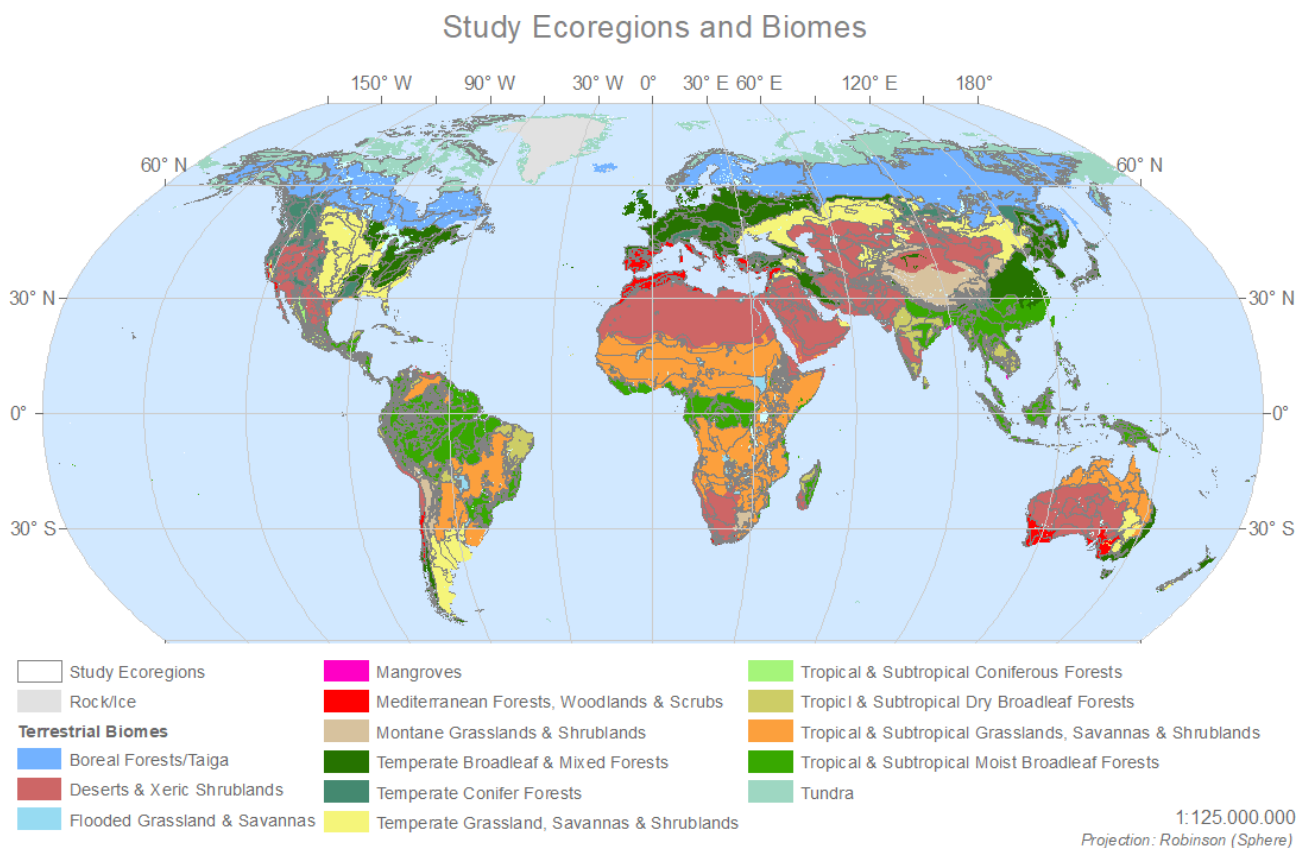 Study Ecoregions and Biomes
150° W 90° W 30° W 0° 30° E 60° E 120° E 180°
60° N 60° N
30° N 30° N
0° 0°
30° S 30° S
Study Ecoregions
Rock/Ice
Terrestrial Biomes
Boreal Forests/Taiga
Deserts & Xeric Shrublands
Flooded Grassland & Savannas
Mangroves
Mediterranean Forests, Woodlands & Scrubs
Montane Grasslands & Shrublands
Temperate Broadleaf & Mixed Forests
Temperate Conifer Forests
Temperate Grassland, Savannas & Shrublands
Tropical & Subtropical Coniferous Forests
Tropicl & Subtropical Dry Broadleaf Forests
Tropical & Subtropical Grasslands, Savannas & Shrublands
Tropical & Subtropical Moist Broadleaf Forests
Tundra
1:125.000.000
Projection: Robinson (Sphere)